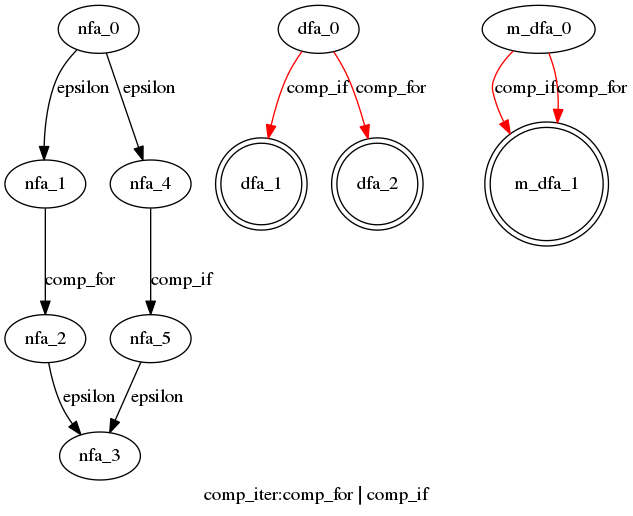 nfa_0 dfa_0 m_dfa_0
epsilon epsilon comp_if comp_for comp_if comp_for
nfa_1 nfa_4 dfa_1 dfa_2 m_dfa_1
comp_for comp_if
nfa_2 nfa_5
epsilon epsilon
nfa_3
comp_iter:comp_for | comp_if